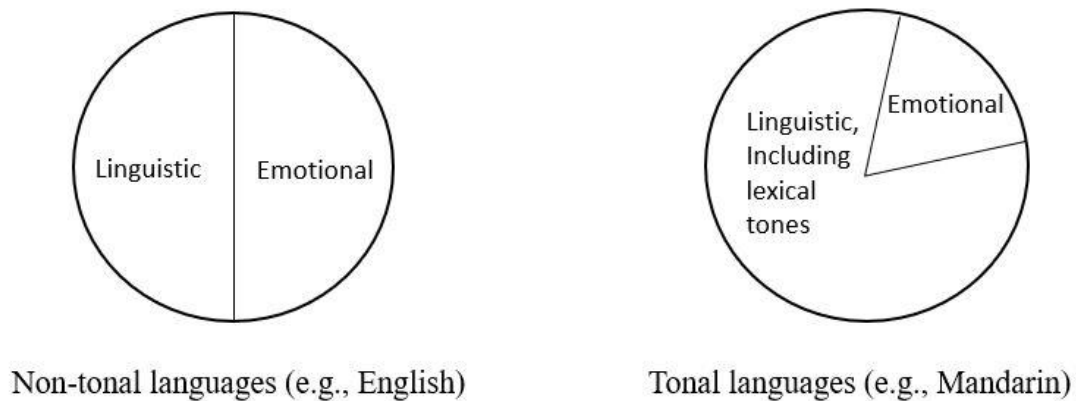 Linguistic
Emotional
Linguistic,
Including
lexical
tones
Emotional
Non-tonal languages (e.g., English)
Tonal languages (e.g., Mandarin)